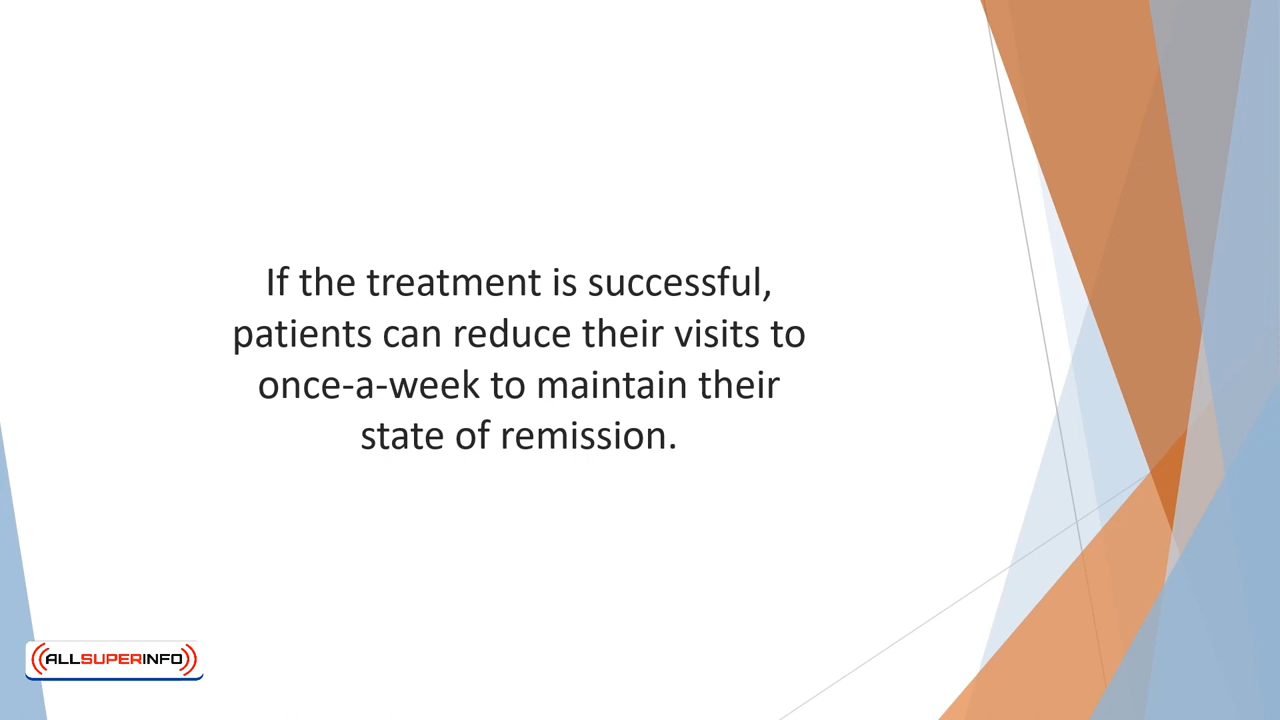 If the treatment is successful,
patients can reduce their visits to
once-a-week to maintain their
state of remission.
ALLSUPERINFO